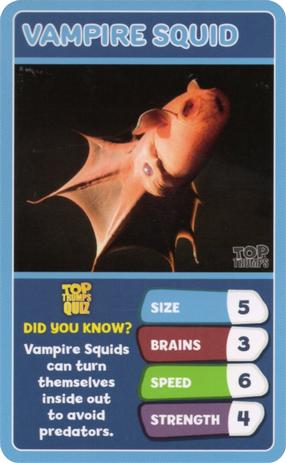 VAMPIRE SQUID
TOP
TRUMPS
TOP
TRUMPS
QUIZ
DID YOU KNOW?
Vampire Squids
can turn
themselves
inside out
to avoid
predators.
SIZE 5
BRAINS 3
SPEED 6
STRENGTH 4